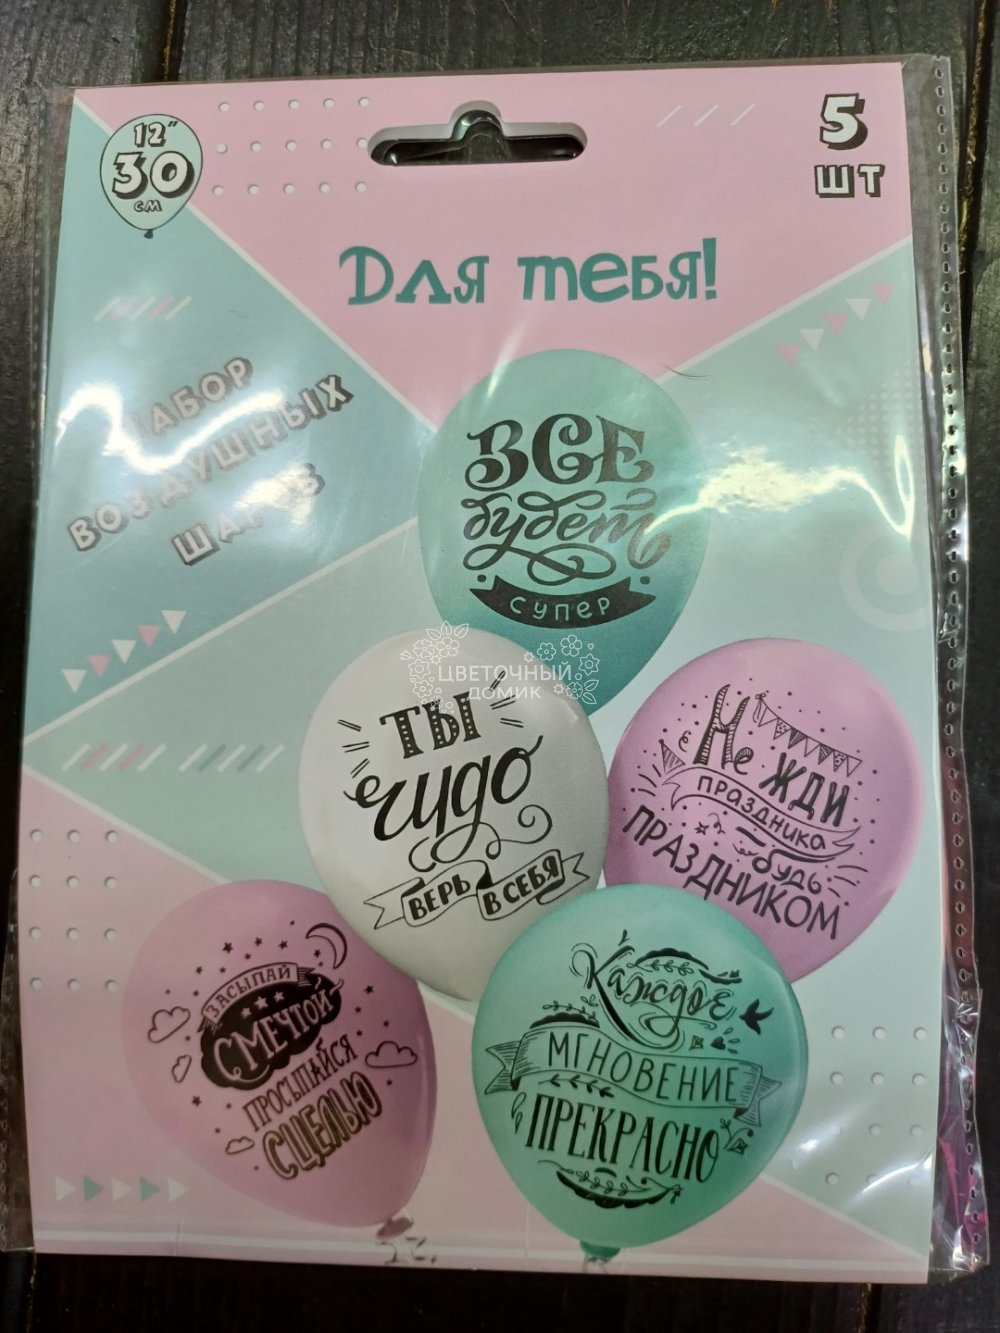 12"
30
см
5
шт
Для тебя!
Набор
воздушных
шаров
ВСЕ
будет
супер
ЦВЕТОЧНЫЙ
ДОМИК
ТЫ
чудо
ВЕРЬ В СЕБЯ
Не ЖДИ
праздника
будь
ПРАЗДНИКОМ
ЗАСЫПАЙ
С МЕЧТОЙ
ПРОСЫПАЙСЯ
С ЦЕЛЬЮ
Каждое
МГНОВЕНИЕ
ПРЕКРАСНО